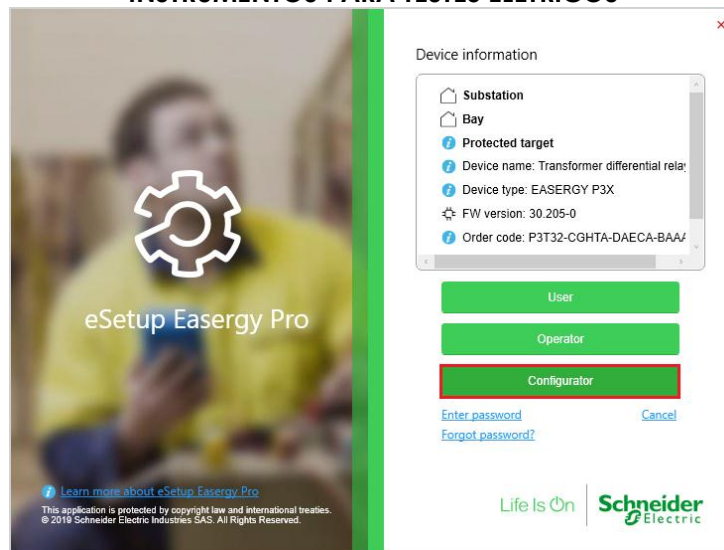 INSTRUMENTOS PARA TESTES ELÉTRICOS
×
Device information
Substation
Bay
Protected target
Device name: Transformer differential rela
Device type: EASERGY P3X
FW version: 30.205-0
Order code: P3T32-CGHTA-DAECA-BAA
User
Operator
Configurator
Enter password
Cancel
Forgot password?
eSetup Easergy Pro
Learn more about eSetup Easergy Pro
This application is protected by copyright law and international treaties.
© 2019 Schneider Electric Industries SAS. All Rights Reserved.
Life Is On
Schneider
Electric